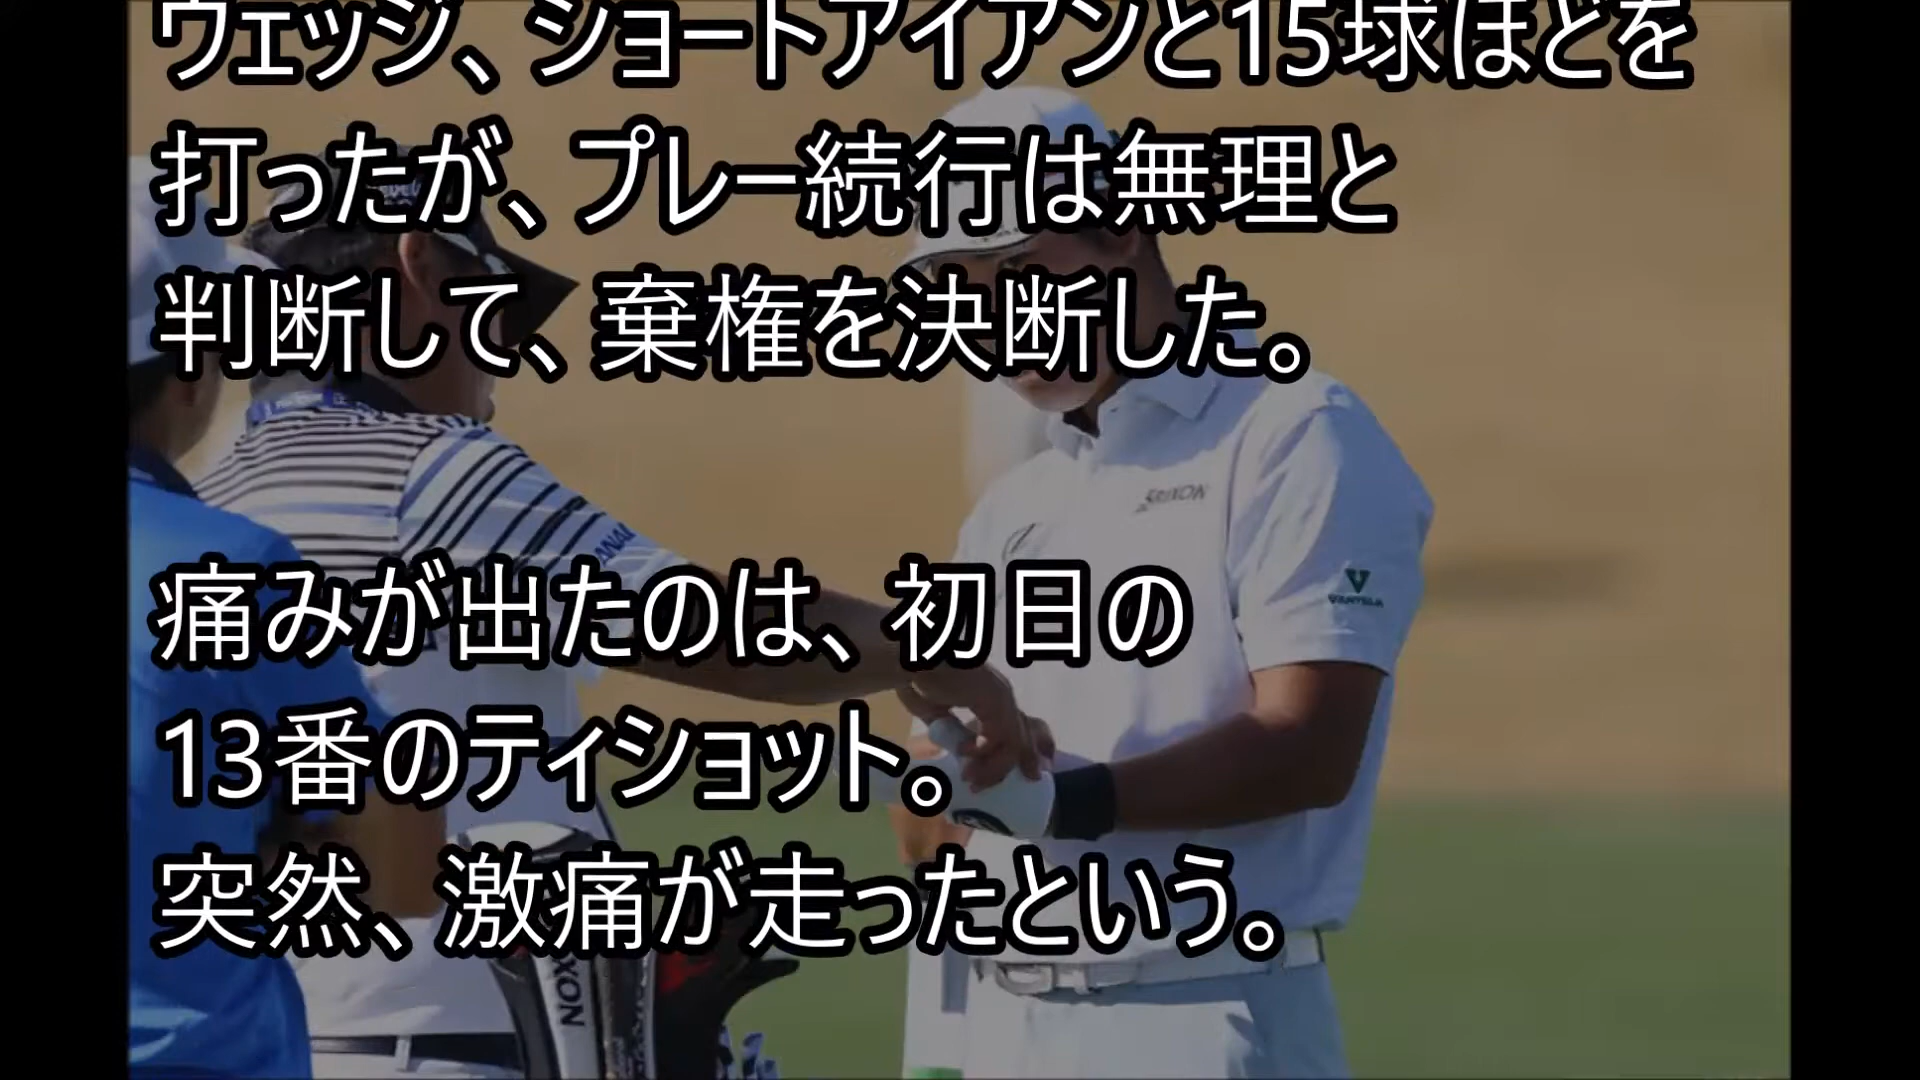 ウェッジ、ショートアイアンと15球ほどを
打ったが、プレー続行は無理と
判断して、棄権を決断した。
痛みが出たのは、初日の
13番のティショット。
突然、激痛が走ったという。
SRIXON
VANTELIN
ANA
XON